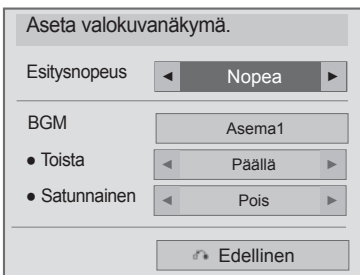 Aseta valokuvanäkymä.
Esitysnopeus ◄ Nopea ►
BGM Asema1
● Toista ◄ Päällä ►
● Satunnainen ◄ Pois ►
Edellinen